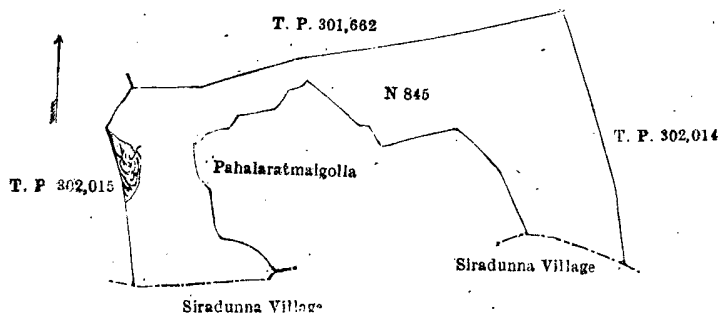 T. P. 301,662
N 845
T. P. 302,014
Pahalaratmalgolla
T. P 302,015
Siradunna Village
Siradunna Village